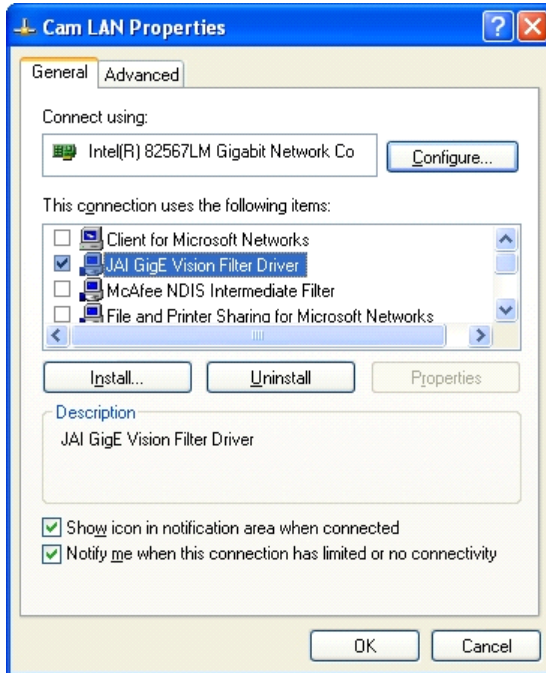 Cam LAN Properties
General Advanced
Connect using:
Intel(R) 82567LM Gigabit Network Co
Configure...
This connection uses the following items:
Client for Microsoft Networks
JAI GigE Vision Filter Driver
McAfee NDIS Intermediate Filter
File and Printer Sharing for Microsoft Networks
Install... Uninstall Properties
Description
JAI GigE Vision Filter Driver
Show icon in notification area when connected
Notify me when this connection has limited or no connectivity
OK Cancel